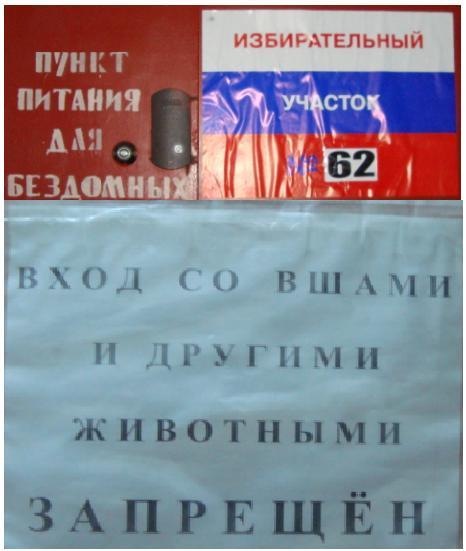 ПУНКТ
ПИТАНИЯ
ДЛЯ
БЕЗДОМНЫХ
ИЗБИРАТЕЛЬНЫЙ
УЧАСТОК
№ 62
ВХОД СО ВШАМИ
И ДРУГИМИ
ЖИВОТНЫМИ
ЗАПРЕЩЁН